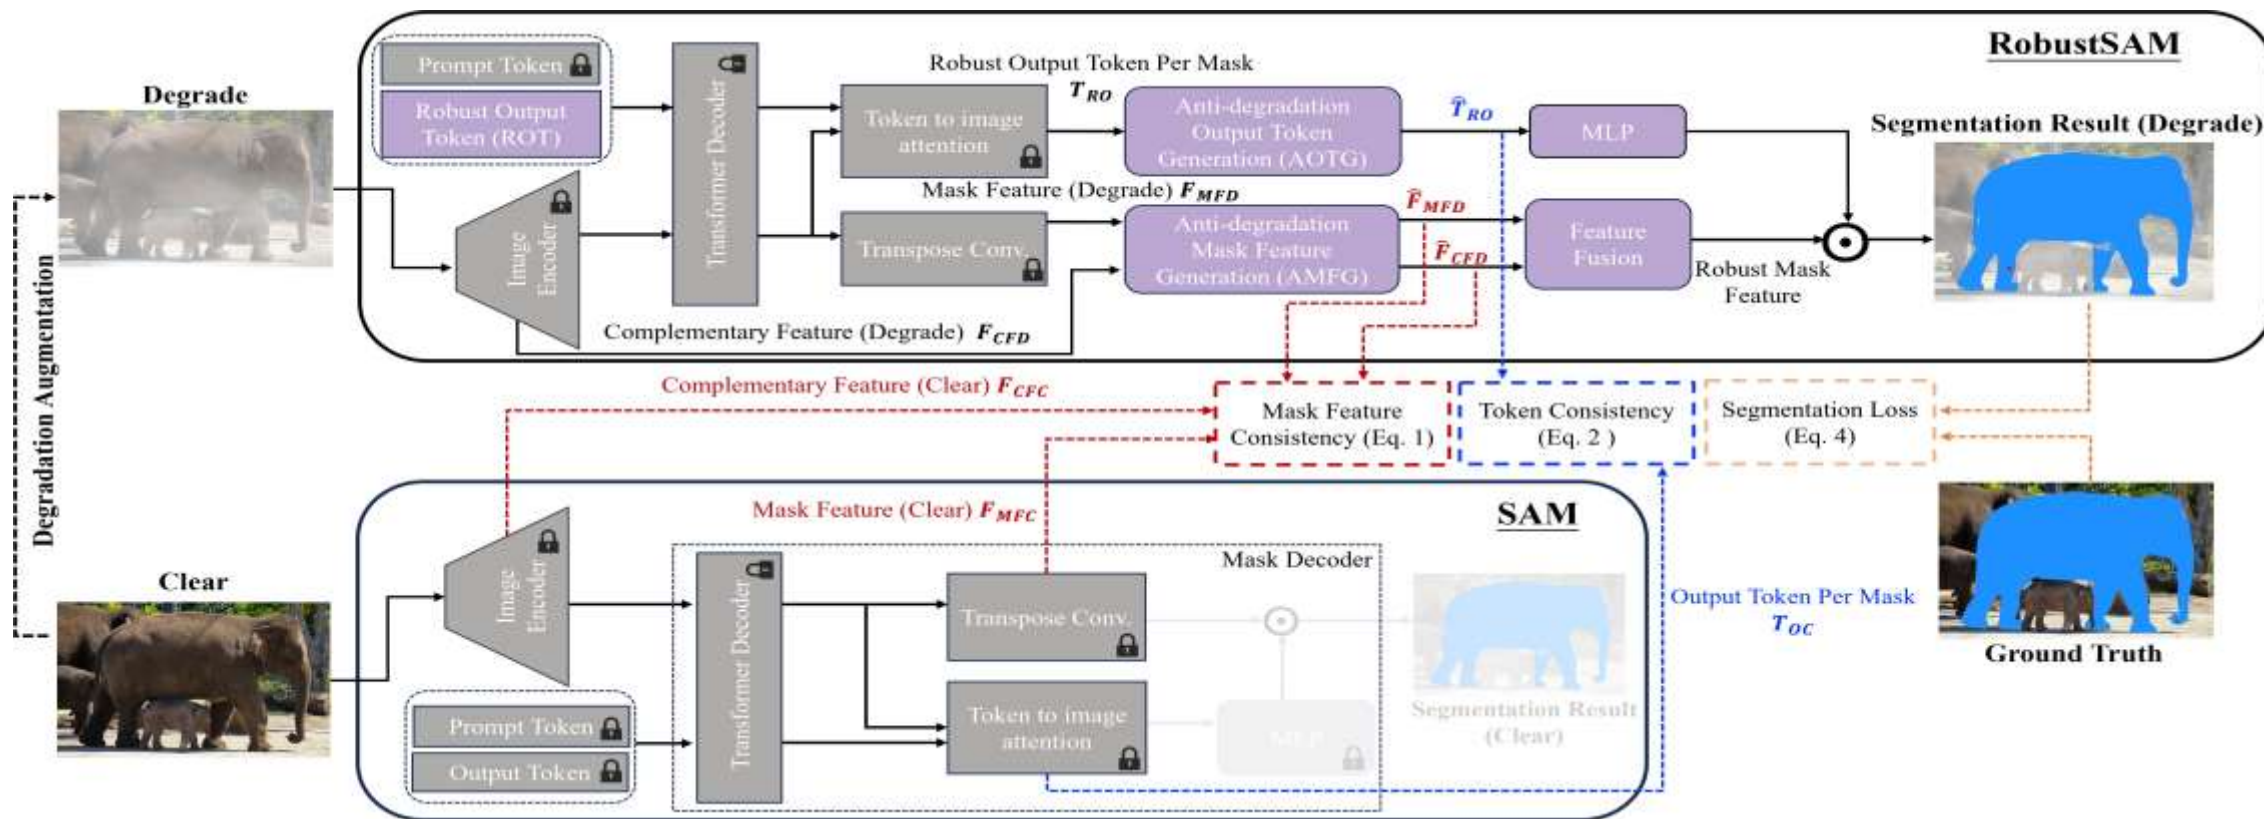 RobustSAM
Degrade
Prompt Token
Robust Output
Token (ROT)
Image
Encoder
Transformer Decoder
Token to image
attention
Transpose Conv.
Robust Output Token Per Mask
T_RO
Mask Feature (Degrade) F_MFD
Complementary Feature (Degrade) F_CFD
Anti-degradation
Output Token
Generation (AOTG)
Anti-degradation
Mask Feature
Generation (AMFG)
T̂_RO
F̂_MFD
F̂_CFD
MLP
Feature
Fusion
Robust Mask
Feature
Segmentation Result (Degrade)
Degradation Augmentation
Complementary Feature (Clear) F_CFC
Mask Feature
Consistency (Eq. 1)
Token Consistency
(Eq. 2 )
Segmentation Loss
(Eq. 4)
Mask Feature (Clear) F_MFC
SAM
Clear
Image
Encoder
Prompt Token
Output Token
Transformer Decoder
Mask Decoder
Transpose Conv.
Token to image
attention
MLP
Segmentation Result
(Clear)
Output Token Per Mask
T_OC
Ground Truth